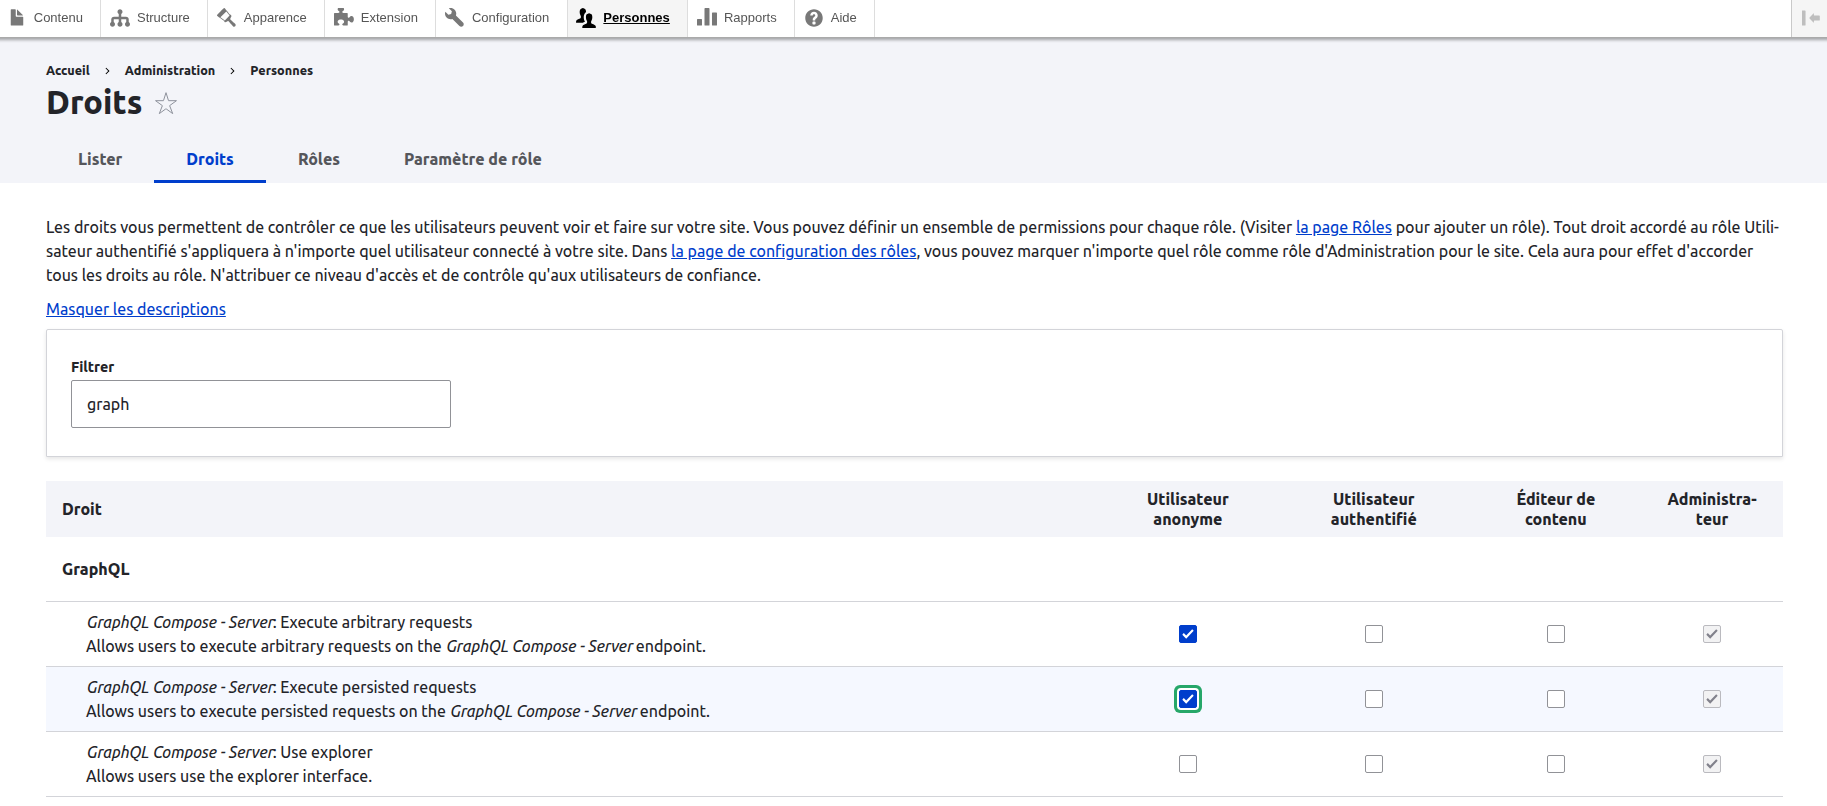 Contenu Structure Apparence Extension Configuration Personnes Rapports Aide
Accueil › Administration › Personnes
Droits
Lister Droits Rôles Paramètre de rôle
Les droits vous permettent de contrôler ce que les utilisateurs peuvent voir et faire sur votre site. Vous pouvez définir un ensemble de permissions pour chaque rôle. (Visiter la page Rôles pour ajouter un rôle). Tout droit accordé au rôle Utili-
sateur authentifié s'appliquera à n'importe quel utilisateur connecté à votre site. Dans la page de configuration des rôles, vous pouvez marquer n'importe quel rôle comme rôle d'Administration pour le site. Cela aura pour effet d'accorder
tous les droits au rôle. N'attribuer ce niveau d'accès et de contrôle qu'aux utilisateurs de confiance.
Masquer les descriptions
Filtrer
graph
Droit
Utilisateur
anonyme
Utilisateur
authentifié
Éditeur de
contenu
Administra-
teur
GraphQL
GraphQL Compose - Server: Execute arbitrary requests
Allows users to execute arbitrary requests on the GraphQL Compose - Server endpoint.
GraphQL Compose - Server: Execute persisted requests
Allows users to execute persisted requests on the GraphQL Compose - Server endpoint.
GraphQL Compose - Server: Use explorer
Allows users use the explorer interface.